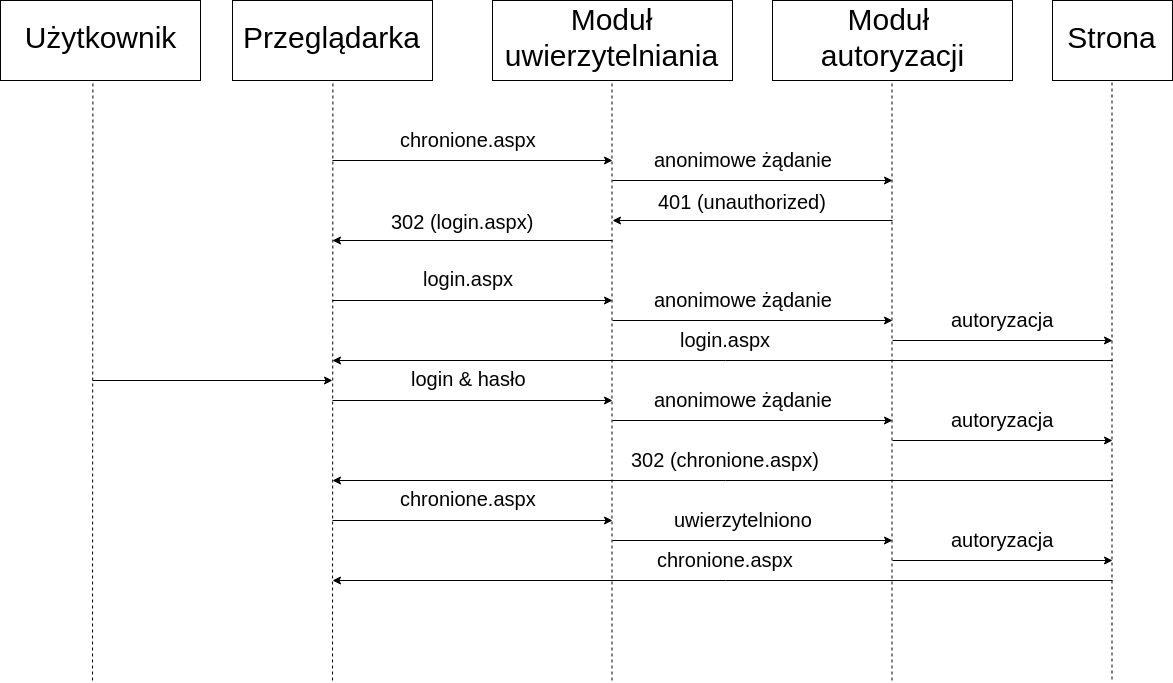 Użytkownik
Przeglądarka
Moduł
uwierzytelniania
Moduł
autoryzacji
Strona
chronione.aspx
anonimowe żądanie
401 (unauthorized)
302 (login.aspx)
login.aspx
anonimowe żądanie
autoryzacja
login.aspx
login & hasło
anonimowe żądanie
autoryzacja
302 (chronione.aspx)
chronione.aspx
uwierzytelniono
autoryzacja
chronione.aspx